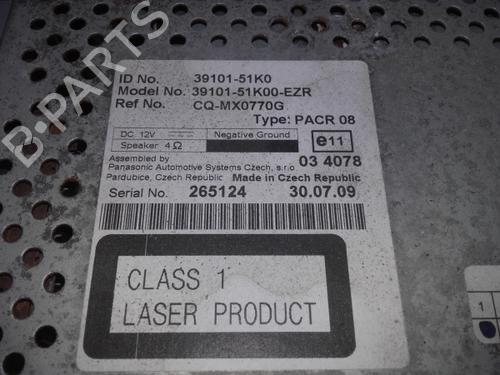 ID No. 39101-51K0
Model No. 39101-51K00-EZR
Ref No. CQ-MX0770G
Type: PACR 08
DC 12V Negative Ground
Speaker 4Ω
e11
03 4078
Assembled by
Panasonic Automotive Systems Czech, s.r.o
Pardubice, Czech Republic Made in Czech Republic
Serial No. 265124 30.07.09
CLASS 1
LASER PRODUCT
1
B-PARTS